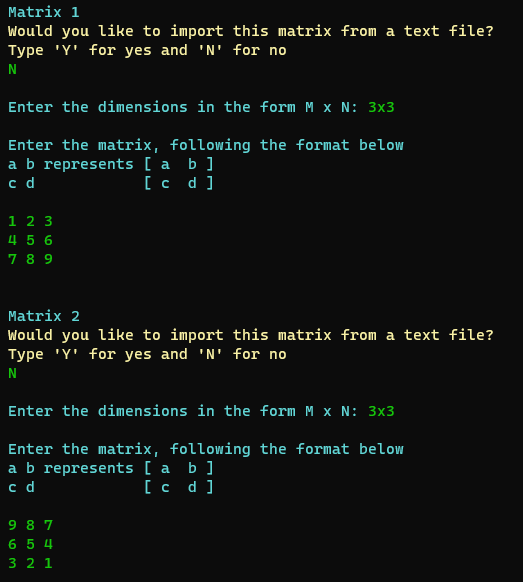 Matrix 1
Would you like to import this matrix from a text file?
Type 'Y' for yes and 'N' for no
N
Enter the dimensions in the form M x N: 3x3
Enter the matrix, following the format below
a b represents [ a  b ]
c d            [ c  d ]
1 2 3
4 5 6
7 8 9
Matrix 2
Would you like to import this matrix from a text file?
Type 'Y' for yes and 'N' for no
N
Enter the dimensions in the form M x N: 3x3
Enter the matrix, following the format below
a b represents [ a  b ]
c d            [ c  d ]
9 8 7
6 5 4
3 2 1